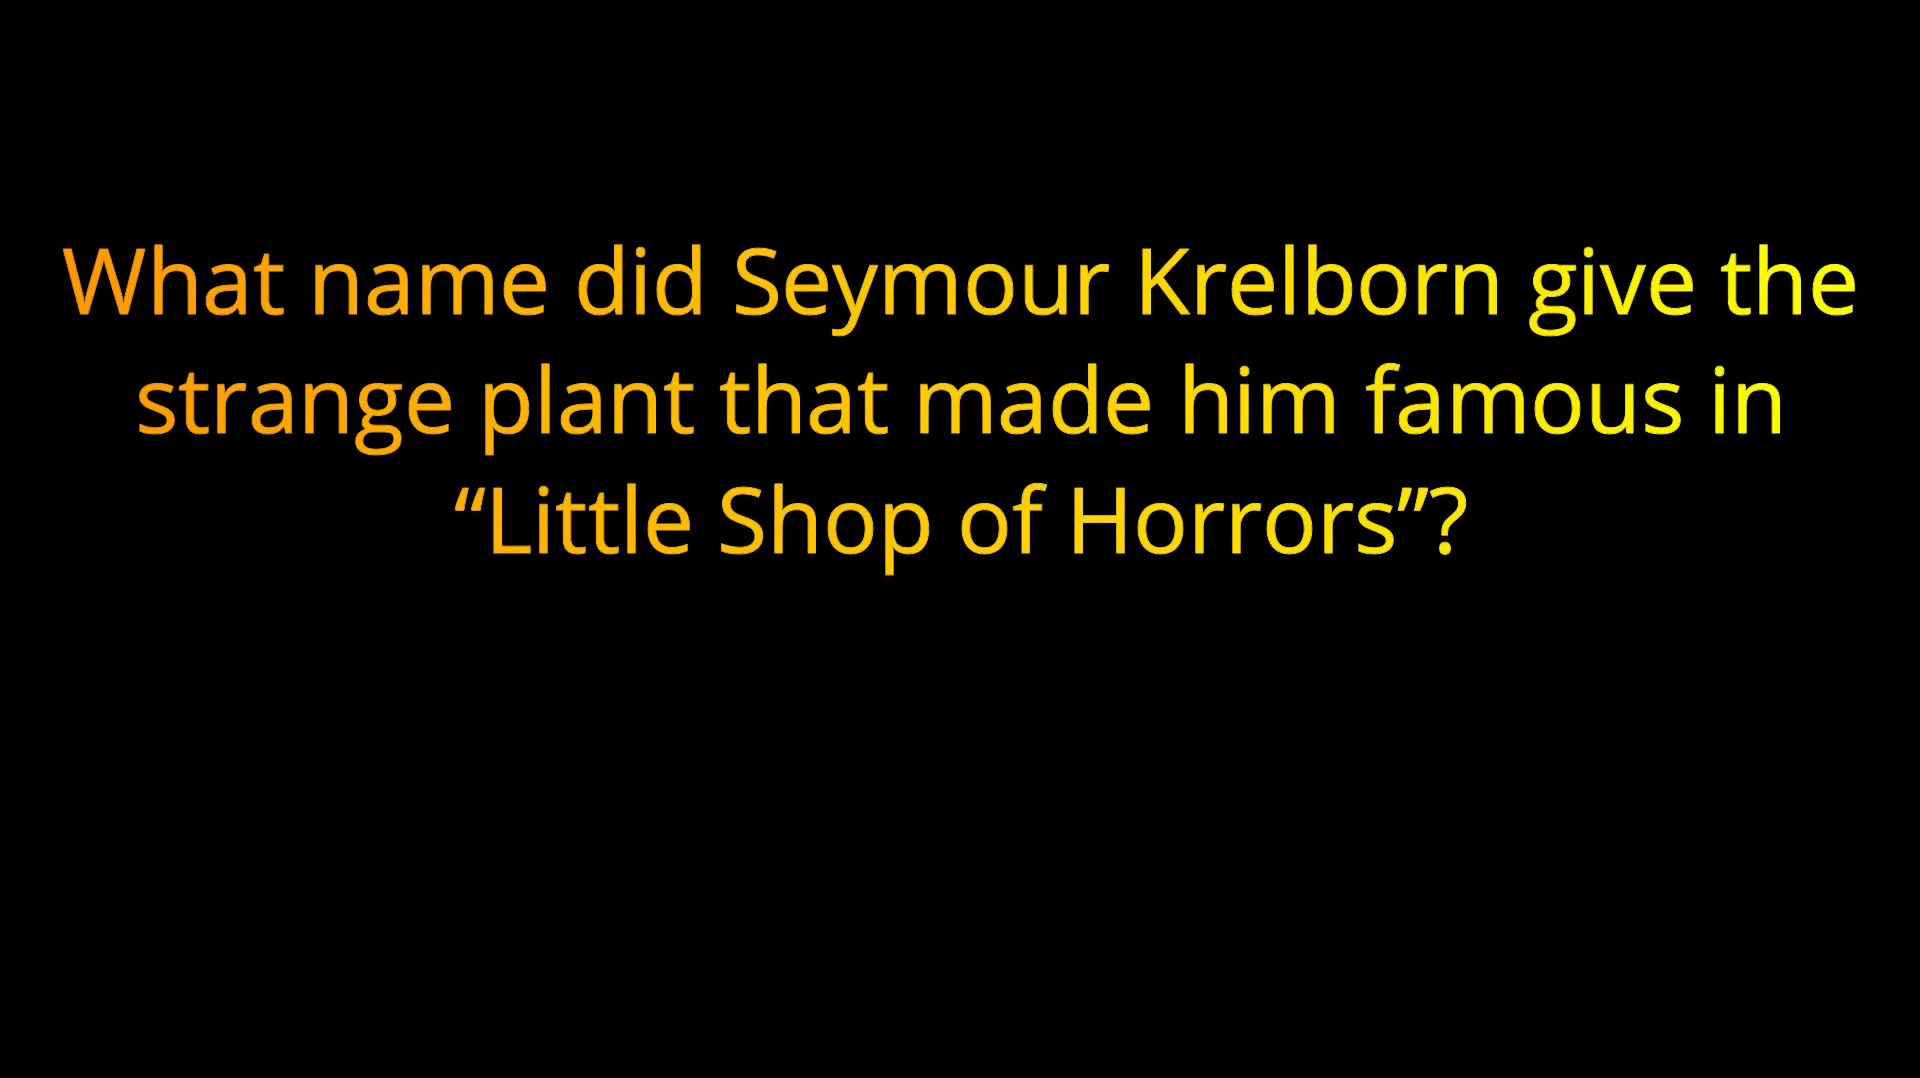 What name did Seymour Krelborn give the
strange plant that made him famous in
“Little Shop of Horrors”?